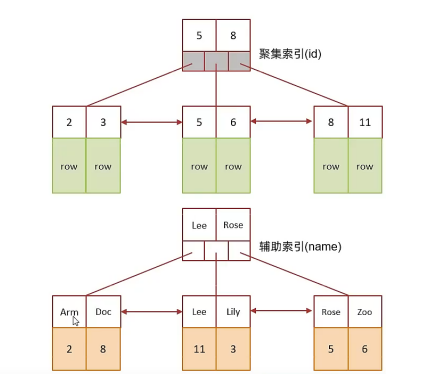 5 8
聚集索引(id)
2 3 5 6 8 11
row row row row row row
Lee Rose
辅助索引(name)
Arm Doc Lee Lily Rose Zoo
2 8 11 3 5 6